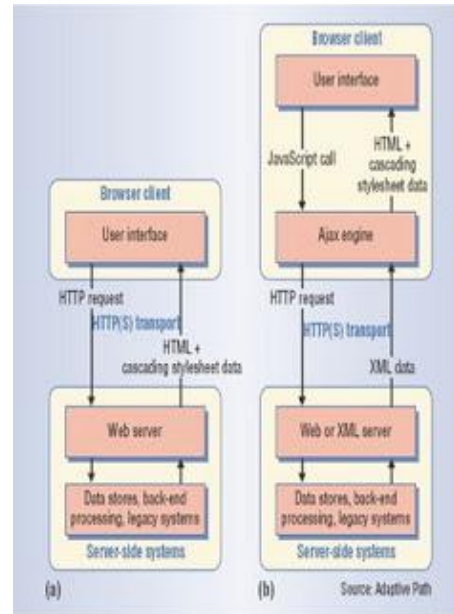 Browser client
User interface
HTTP request
HTTP(S) transport
HTML +
cascading stylesheet data
Web server
Data stores, back-end
processing, legacy systems
Server-side systems
(a)
Browser client
User interface
JavaScript call
HTML +
cascading
stylesheet data
Ajax engine
HTTP request
HTTP(S) transport
XML data
Web or XML server
Data stores, back-end
processing, legacy systems
Server-side systems
(b)
Source: Adaptive Path